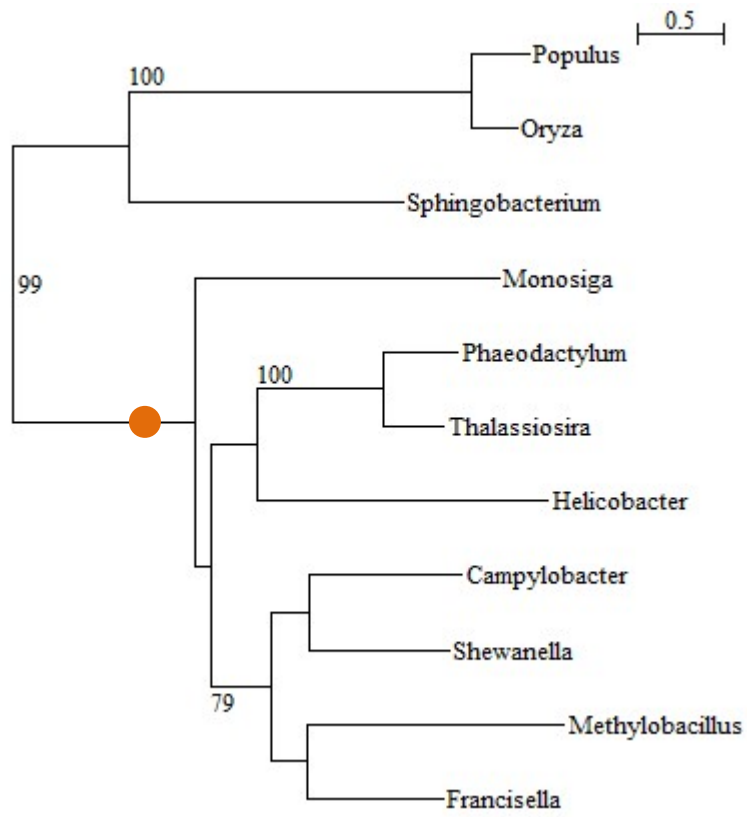 0.5
Populus
100
Oryza
Sphingobacterium
99
Monosiga
Phaeodactylum
100
Thalassiosira
Helicobacter
Campylobacter
Shewanella
79
Methylobacillus
Francisella